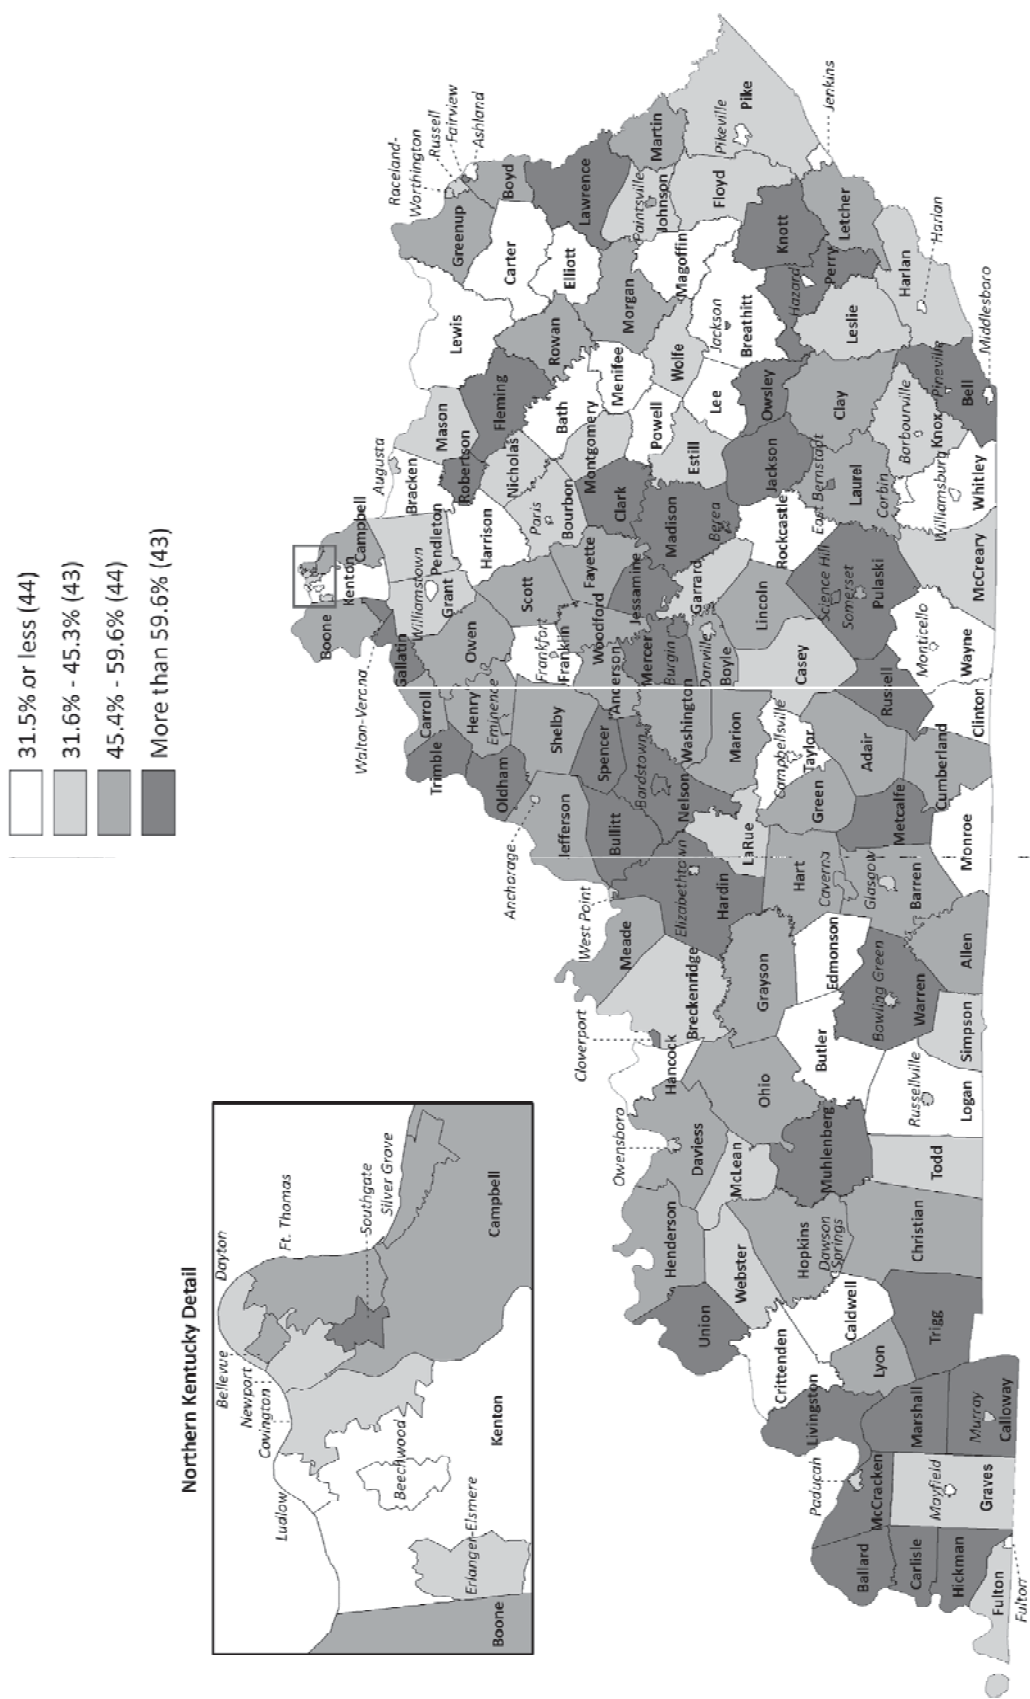 Northern Kentucky Detail
Bellevue
Dayton
Newport
Covington
Ludlow
Ft. Thomas
Southgate
Silver Grove
Beechwood
Erlanger-Elsmere
Boone
Kenton
Campbell
31.5% or less (44)
31.6% - 45.3% (43)
45.4% - 59.6% (44)
More than 59.6% (43)
Boone
Kenton
Campbell
Walton-Verona
Augusta
Raceland-
Worthington
Russell
Fairview
Ashland
Gallatin
Williamstown
Grant
Pendleton
Bracken
Mason
Robertson
Lewis
Greenup
Boyd
Carroll
Trimble
Owen
Henry
Eminence
Harrison
Nicholas
Fleming
Carter
Oldham
Anchorage
Jefferson
Shelby
Frankfort
Franklin
Scott
Paris
Bourbon
Bath
Rowan
Elliott
Lawrence
Spencer
Anderson
Woodford
Fayette
Clark
Montgomery
Menifee
Morgan
Paintsville
Johnson
Martin
West Point
Bullitt
Bardstown
Nelson
Washington
Mercer
Burgin
Jessamine
Madison
Berea
Powell
Estill
Wolfe
Lee
Magoffin
Floyd
Pikeville
Pike
Jenkins
Cloverport
Meade
Breckenridge
Elizabethtown
Hardin
LaRue
Marion
Danville
Boyle
Garrard
Lincoln
Rockcastle
Jackson
Owsley
Jackson
Breathitt
Knott
Hazard
Perry
Letcher
Owensboro
Hancock
Daviess
Ohio
Grayson
Hart
Caverna
Green
Campbellsville
Taylor
Casey
Science Hill
Somerset
Pulaski
East Bernstadt
Laurel
Corbin
Clay
Leslie
Harlan
Harlan
Henderson
Union
Webster
McLean
Muhlenberg
Butler
Edmonson
Glasgow
Barren
Metcalfe
Adair
Russell
Monticello
Wayne
McCreary
Williamsburg
Whitley
Barbourville
Knox
Pineville
Bell
Middlesboro
Crittenden
Caldwell
Hopkins
Dawson
Springs
Livingston
Lyon
Trigg
Christian
Todd
Russellville
Logan
Bowling Green
Warren
Simpson
Allen
Monroe
Cumberland
Clinton
Paducah
McCracken
Ballard
Carlisle
Hickman
Fulton
Fulton
Mayfield
Graves
Marshall
Murray
Calloway